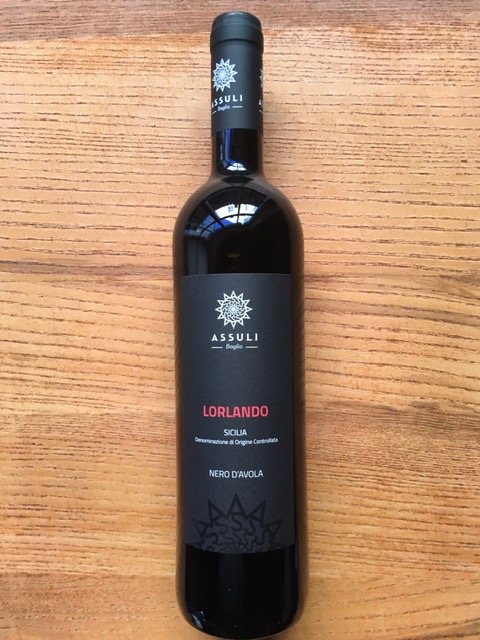 ASSULI
Baglio
ASSULI
Baglio
LORLANDO
SICILIA
Denominazione di Origine Controllata
NERO D'AVOLA